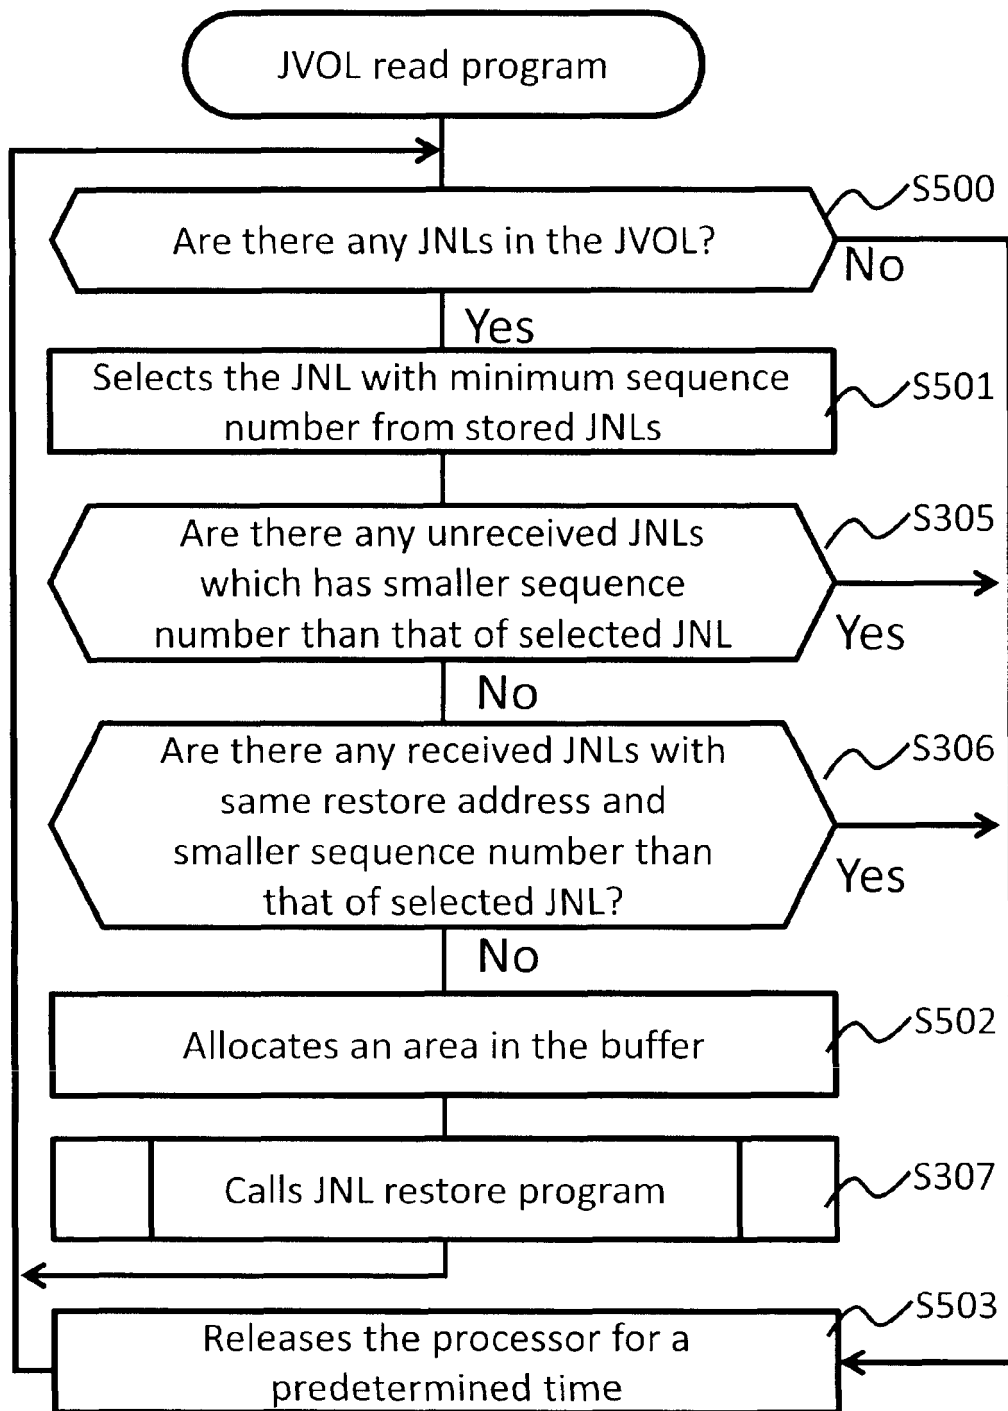 JVOL read program
S500
Are there any JNLs in the JVOL?
No
Yes
Selects the JNL with minimum sequence
number from stored JNLs
S501
Are there any unreceived JNLs
which has smaller sequence
number than that of selected JNL
S305
Yes
No
Are there any received JNLs with
same restore address and
smaller sequence number than
that of selected JNL?
S306
Yes
No
Allocates an area in the buffer
S502
Calls JNL restore program
S307
Releases the processor for a
predetermined time
S503